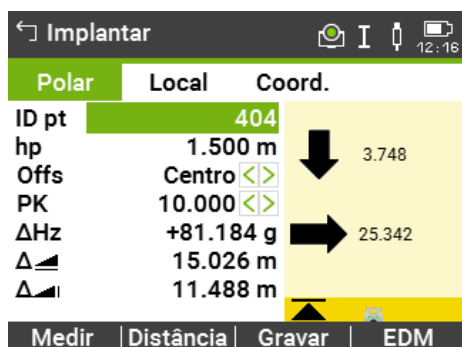 Implantar
12:16
Polar Local Coord.
ID pt 404
hp 1.500 m
Offs Centro
PK 10.000
ΔHz +81.184 g
Δ 15.026 m
Δ 11.488 m
3.748
25.342
Medir Distância Gravar EDM